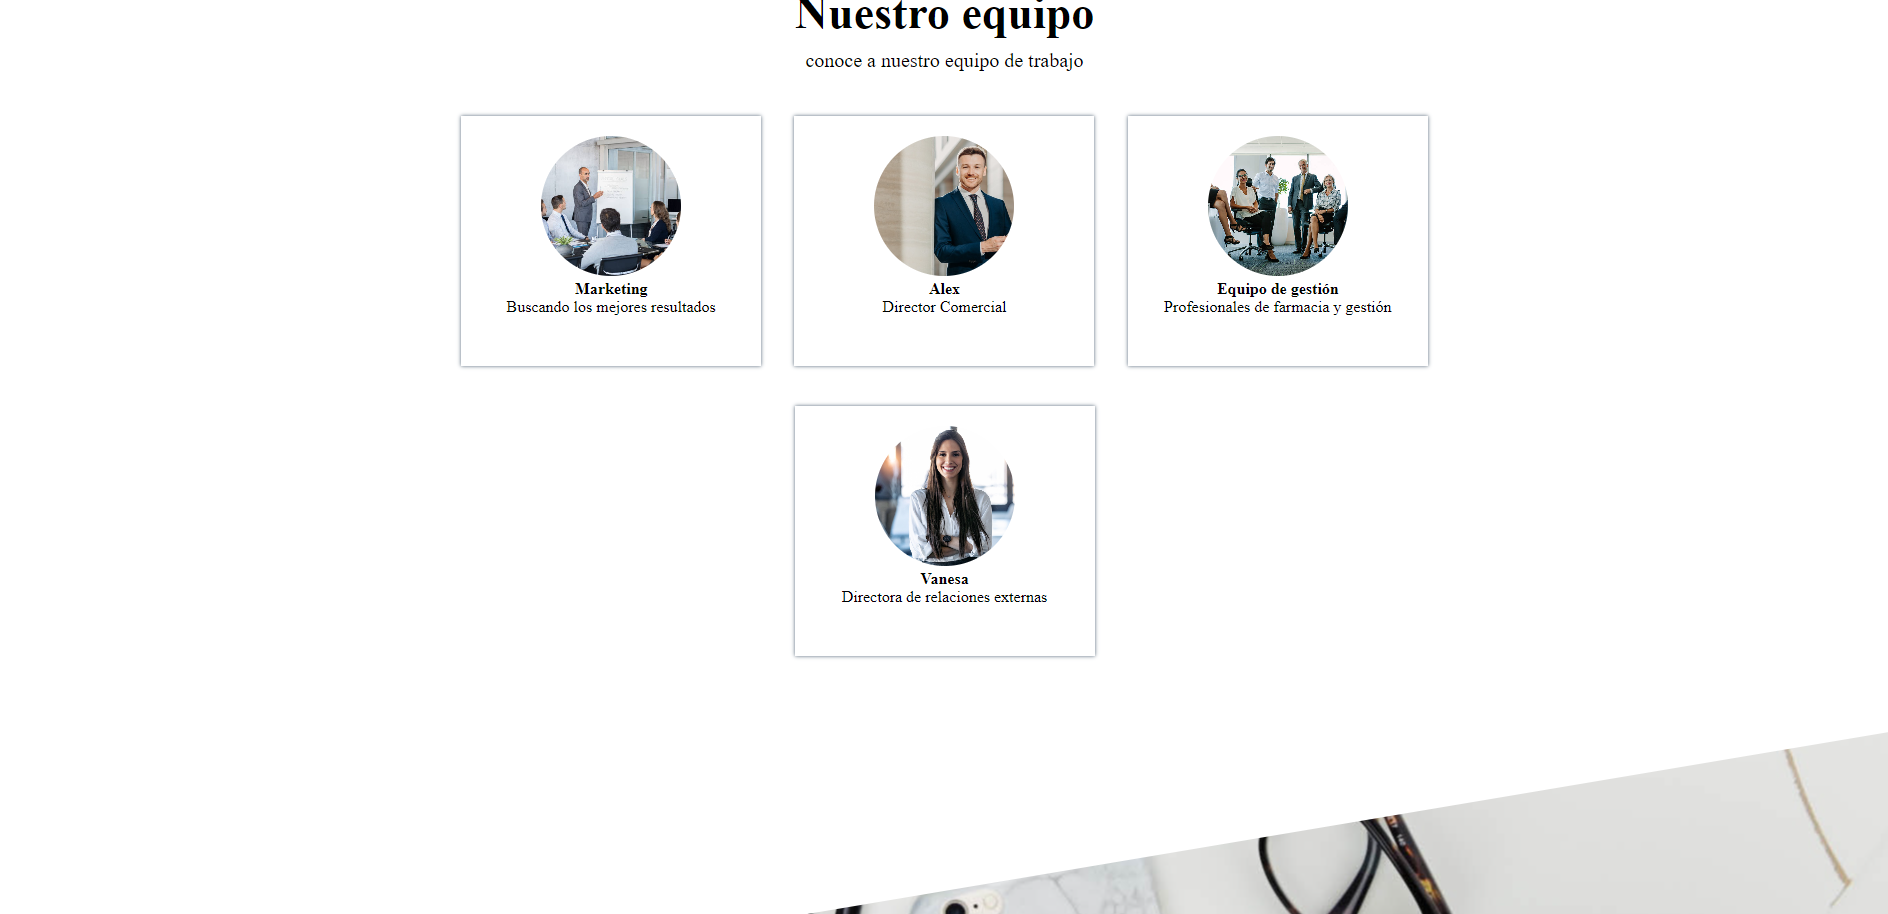 Nuestro equipo
conoce a nuestro equipo de trabajo
Marketing
Buscando los mejores resultados
Alex
Director Comercial
Equipo de gestión
Profesionales de farmacia y gestión
Vanesa
Directora de relaciones externas